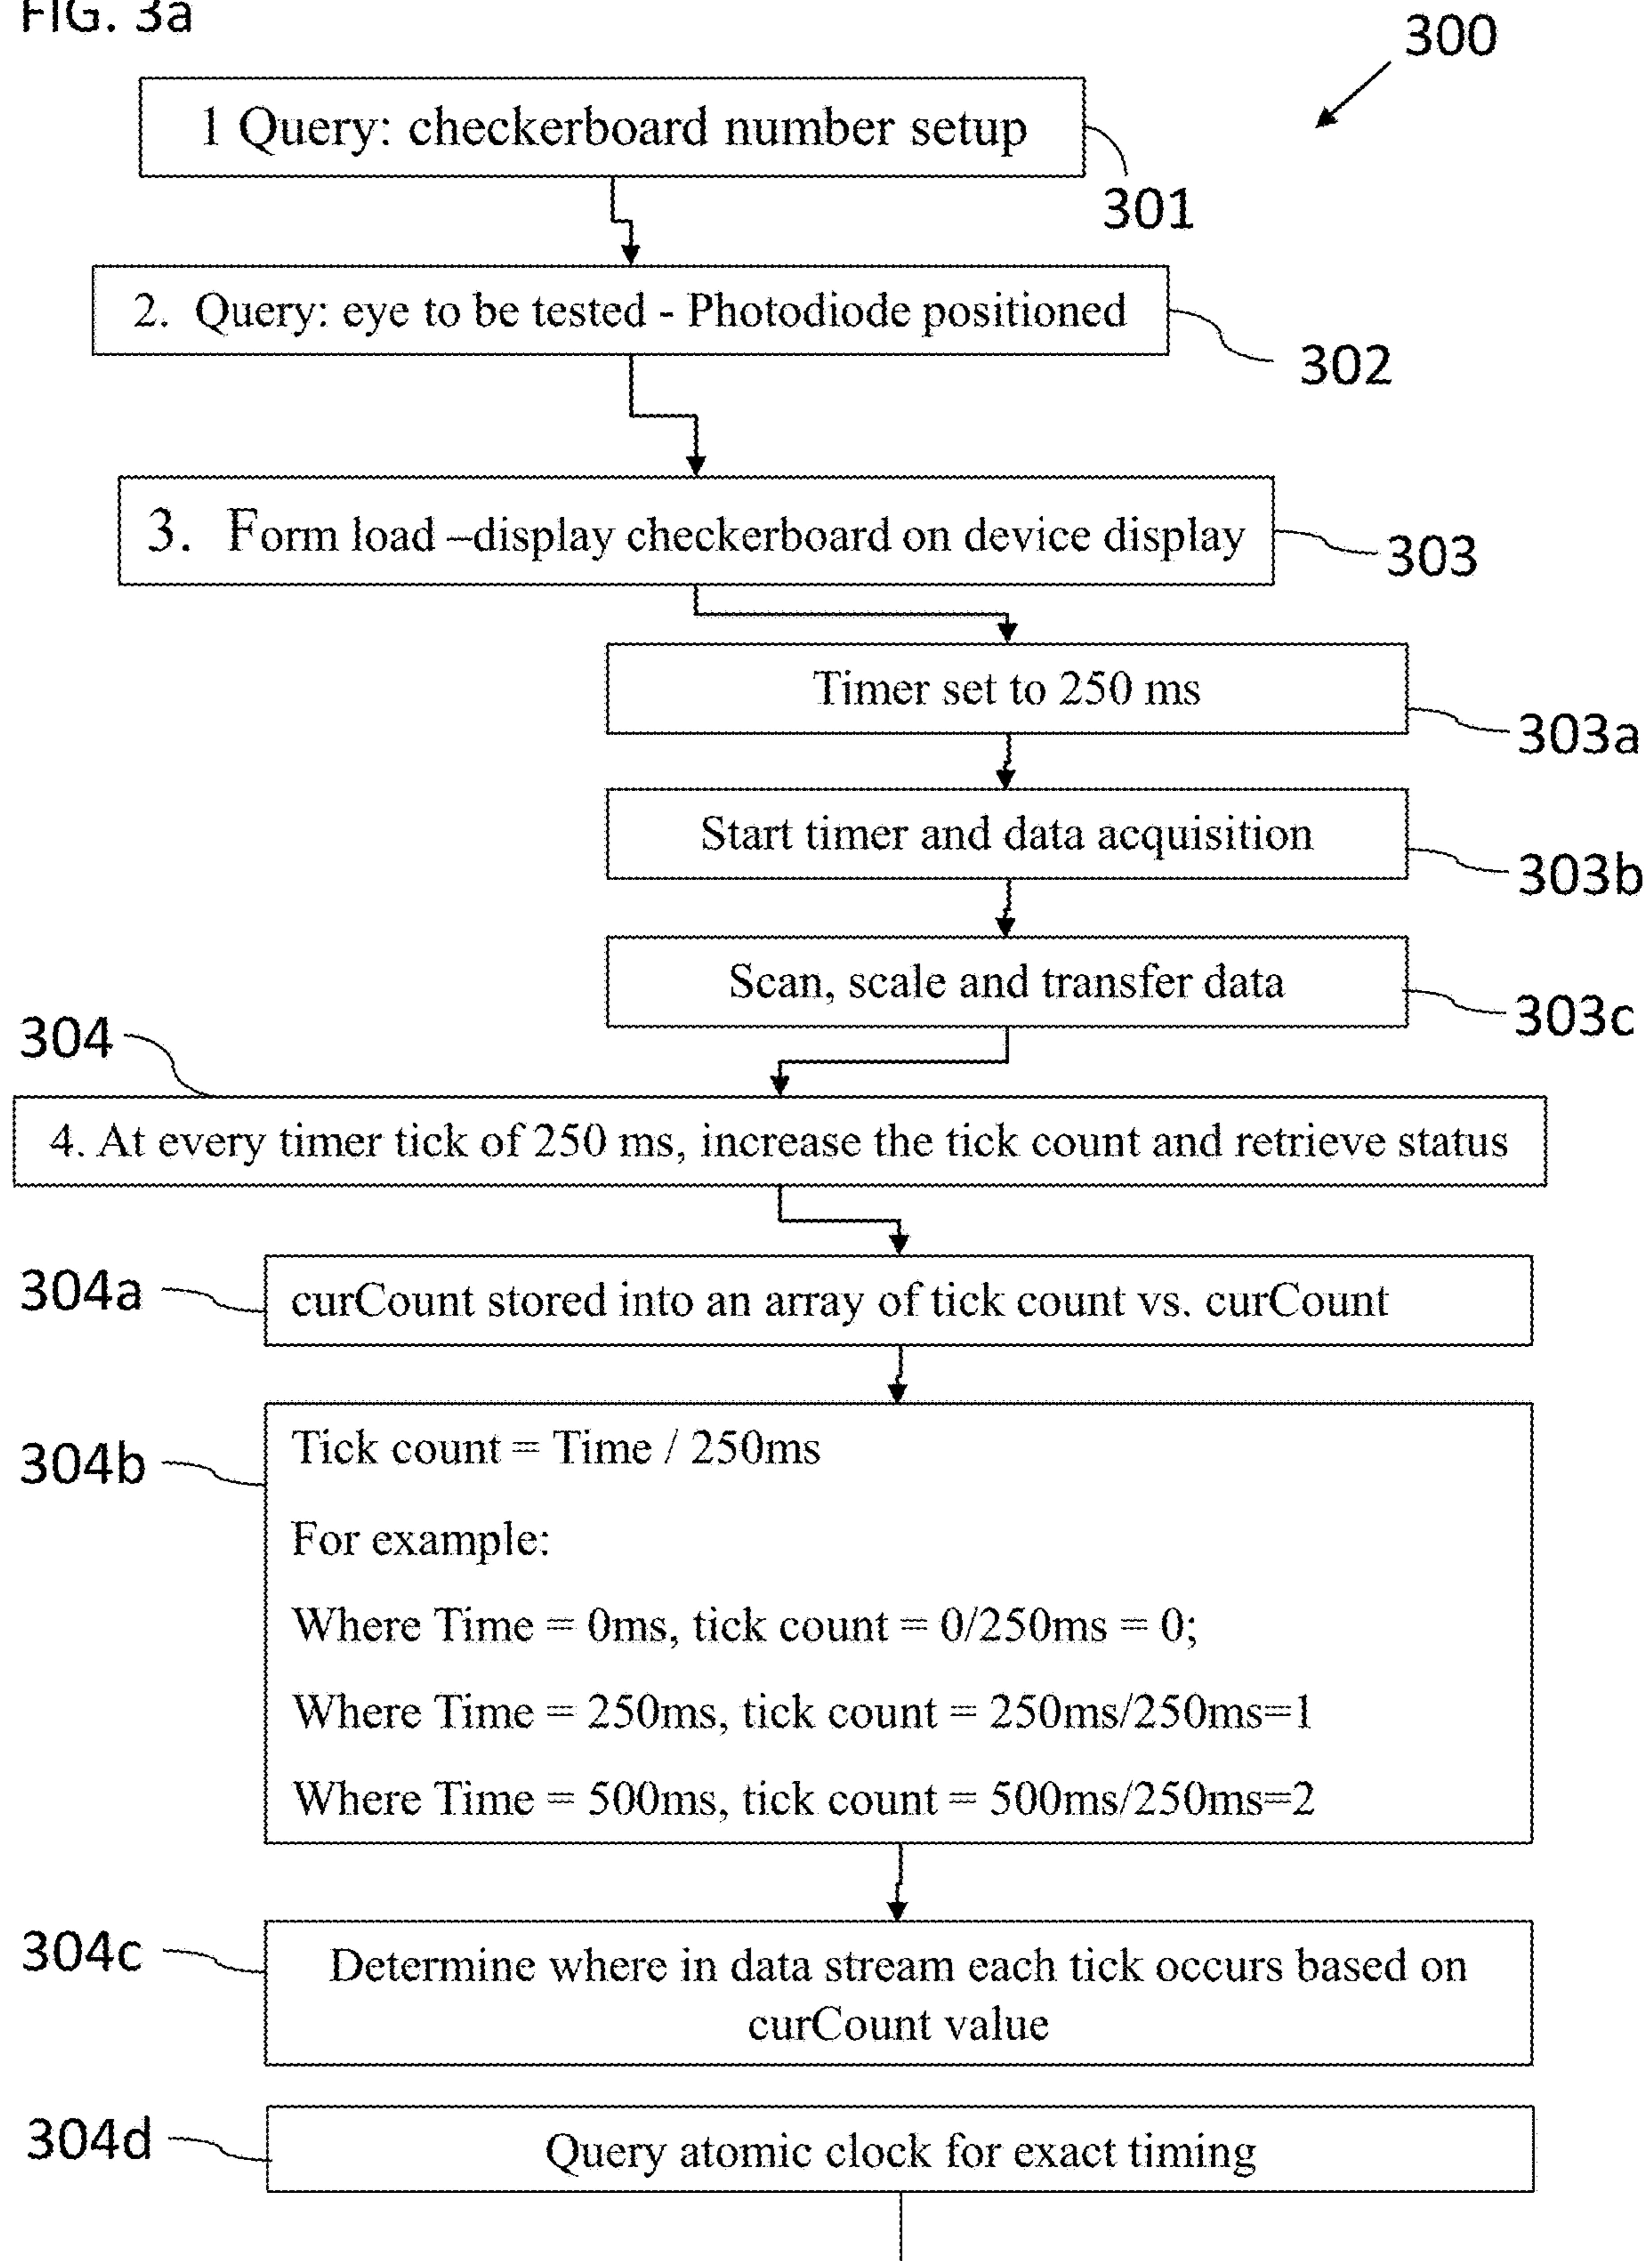 FIG. 3a
300
1 Query: checkerboard number setup
301
2. Query: eye to be tested - Photodiode positioned
302
3. Form load –display checkerboard on device display
303
Timer set to 250 ms
303a
Start timer and data acquisition
303b
Scan, scale and transfer data
303c
304
4. At every timer tick of 250 ms, increase the tick count and retrieve status
304a
curCount stored into an array of tick count vs. curCount
304b
Tick count = Time / 250ms
For example:
Where Time = 0ms, tick count = 0/250ms = 0;
Where Time = 250ms, tick count = 250ms/250ms=1
Where Time = 500ms, tick count = 500ms/250ms=2
304c
Determine where in data stream each tick occurs based on
curCount value
304d
Query atomic clock for exact timing